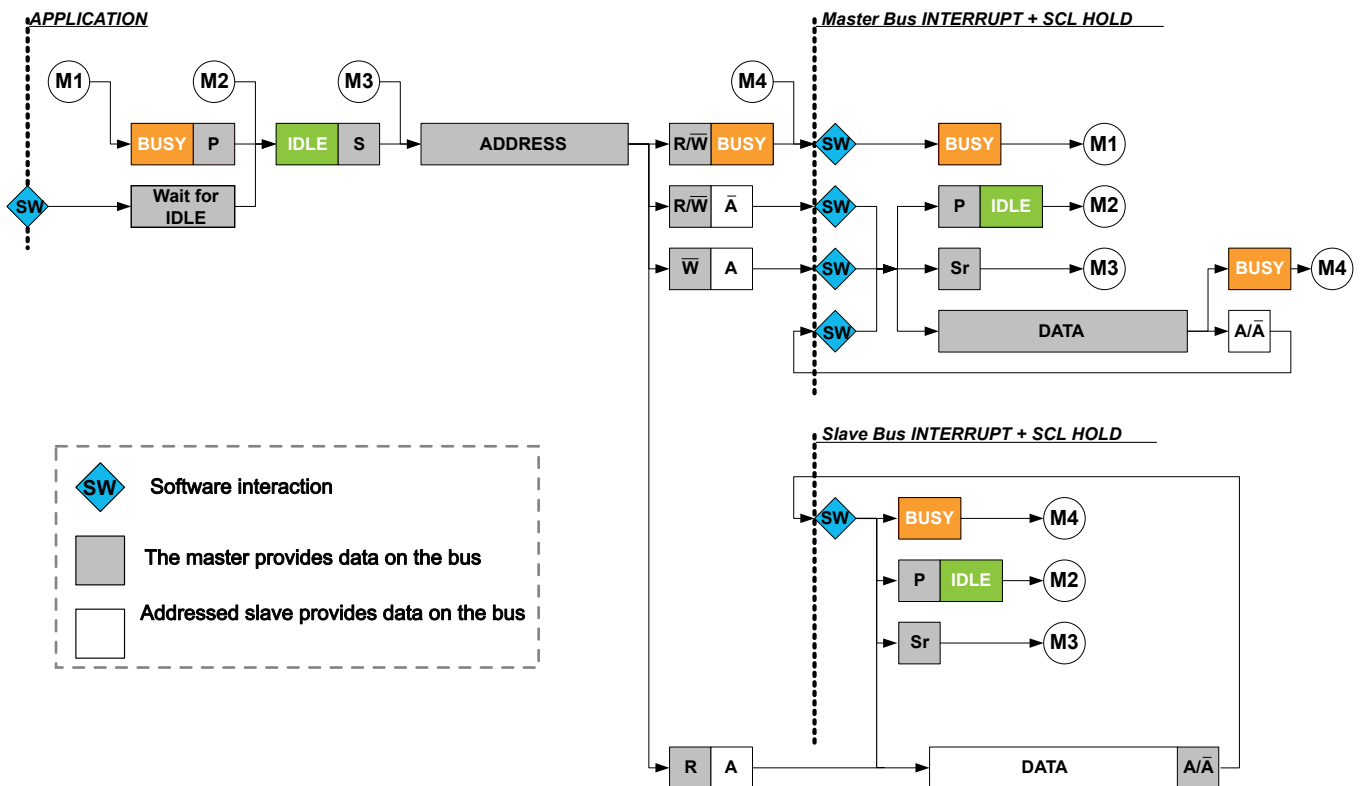 APPLICATION
Master Bus INTERRUPT + SCL HOLD
M1
M2
M3
M4
BUSY P
IDLE S
ADDRESS
R/W̅ BUSY
SW
BUSY
M1
SW
Wait for
IDLE
R/W̅ A̅
SW
P IDLE
M2
W̅ A
SW
Sr
M3
BUSY
M4
SW
DATA
A/A̅
Slave Bus INTERRUPT + SCL HOLD
SW
Software interaction
The master provides data on the bus
Addressed slave provides data on the bus
SW
BUSY
M4
P IDLE
M2
Sr
M3
R A
DATA
A/A̅